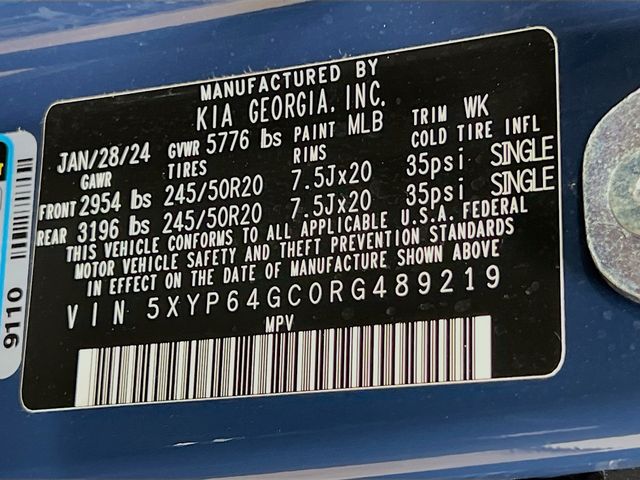 MANUFACTURED BY
KIA GEORGIA, INC.
JAN/28/24 GVWR 5776 lbs PAINT MLB TRIM WK
GAWR TIRES RIMS COLD TIRE INFL
FRONT 2954 lbs 245/50R20 7.5Jx20 35psi SINGLE
REAR 3196 lbs 245/50R20 7.5Jx20 35psi SINGLE
THIS VEHICLE CONFORMS TO ALL APPLICABLE U.S.A. FEDERAL
MOTOR VEHICLE SAFETY AND THEFT PREVENTION STANDARDS
IN EFFECT ON THE DATE OF MANUFACTURE SHOWN ABOVE
VIN 5XYP64GC0RG489219
MPV
9110